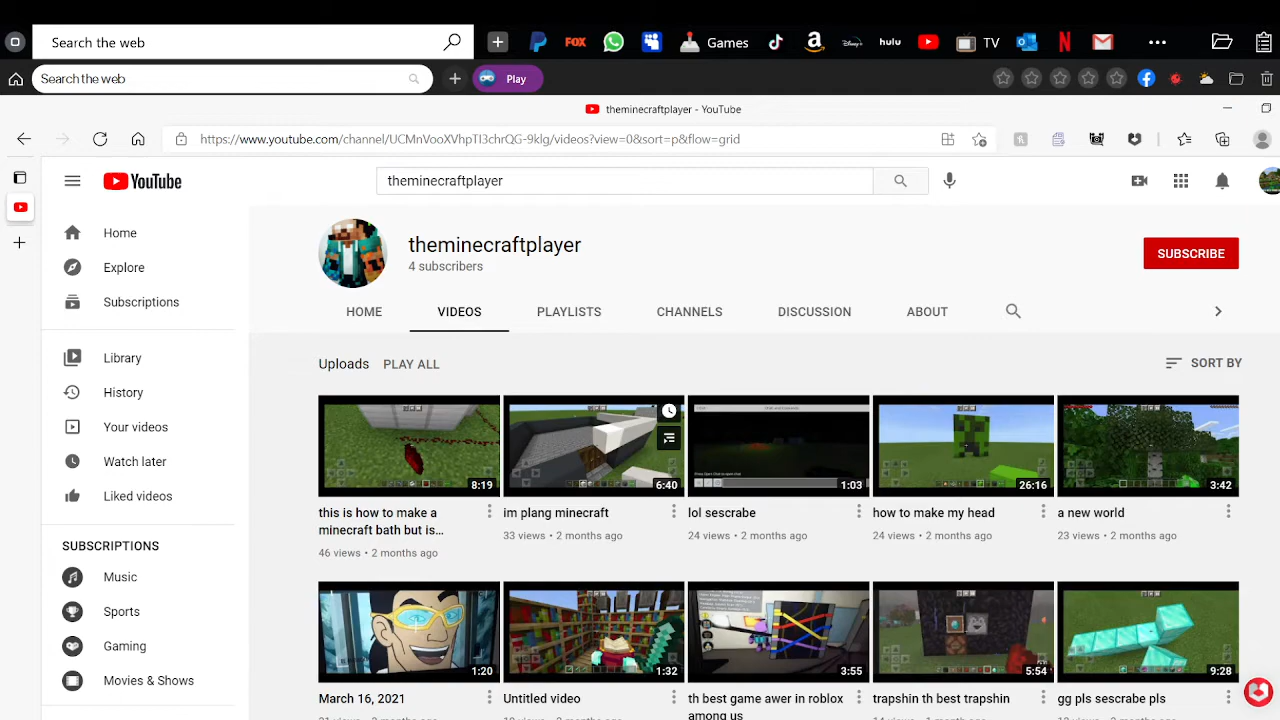 Search the web
FOX
Games
disney+
hulu
TV
Search the web
Play
theminecraftplayer - YouTube
https://www.youtube.com/channel/UCMnVooXVhpTI3chrQG-9klg/videos?view=0&sort=p&flow=grid
YouTube
theminecraftplayer
Home
Explore
Subscriptions
Library
History
Your videos
Watch later
Liked videos
SUBSCRIPTIONS
Music
Sports
Gaming
Movies & Shows
theminecraftplayer
4 subscribers
SUBSCRIBE
HOME
VIDEOS
PLAYLISTS
CHANNELS
DISCUSSION
ABOUT
Uploads
PLAY ALL
SORT BY
8:19
6:40
1:03
26:16
3:42
this is how to make a
minecraft bath but is...
46 views • 2 months ago
im plang minecraft
33 views • 2 months ago
lol sescrabe
24 views • 2 months ago
how to make my head
24 views • 2 months ago
a new world
23 views • 2 months ago
1:20
1:32
3:55
5:54
9:28
March 16, 2021
Untitled video
th best game awer in roblox
among us
trapshin th best trapshin
gg pls sescrabe pls